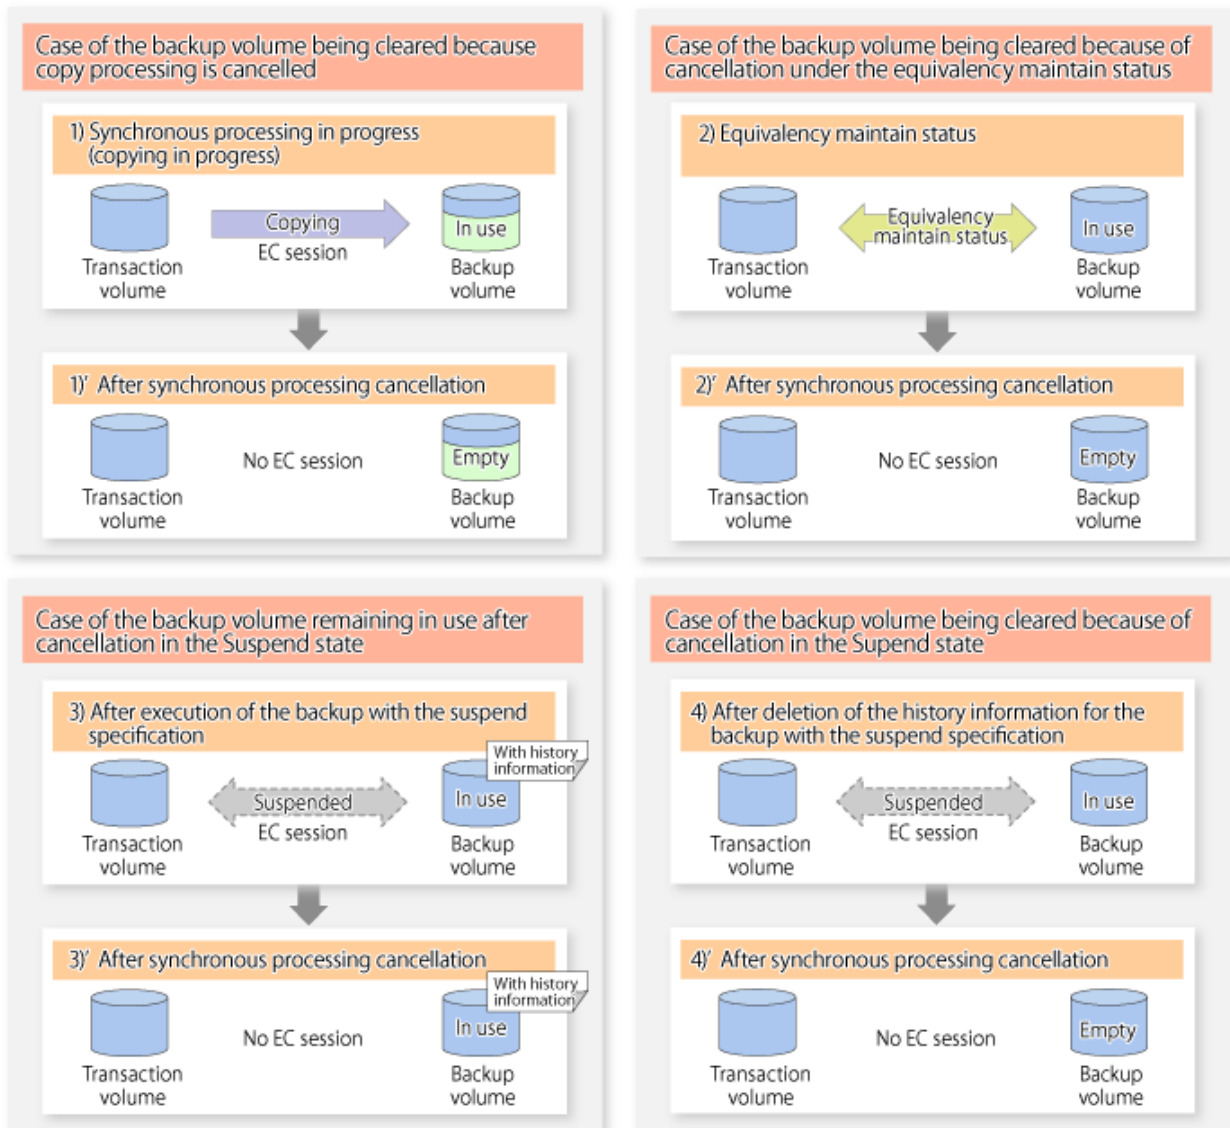 Case of the backup volume being cleared because
copy processing is cancelled
1) Synchronous processing in progress
(copying in progress)
Copying
In use
EC session
Transaction
volume
Backup
volume
1)' After synchronous processing cancellation
No EC session
Empty
Transaction
volume
Backup
volume
Case of the backup volume being cleared because of
cancellation under the equivalency maintain status
2) Equivalency maintain status
Equivalency
maintain status
In use
Transaction
volume
Backup
volume
2)' After synchronous processing cancellation
No EC session
Empty
Transaction
volume
Backup
volume
Case of the backup volume remaining in use after
cancellation in the Suspend state
3) After execution of the backup with the suspend
specification
With history
information
Suspended
In use
EC session
Transaction
volume
Backup
volume
3)' After synchronous processing cancellation
With history
information
No EC session
In use
Transaction
volume
Backup
volume
Case of the backup volume being cleared because of
cancellation in the Supend state
4) After deletion of the history information for the
backup with the suspend specification
Suspended
In use
EC session
Transaction
volume
Backup
volume
4)' After synchronous processing cancellation
No EC session
Empty
Transaction
volume
Backup
volume